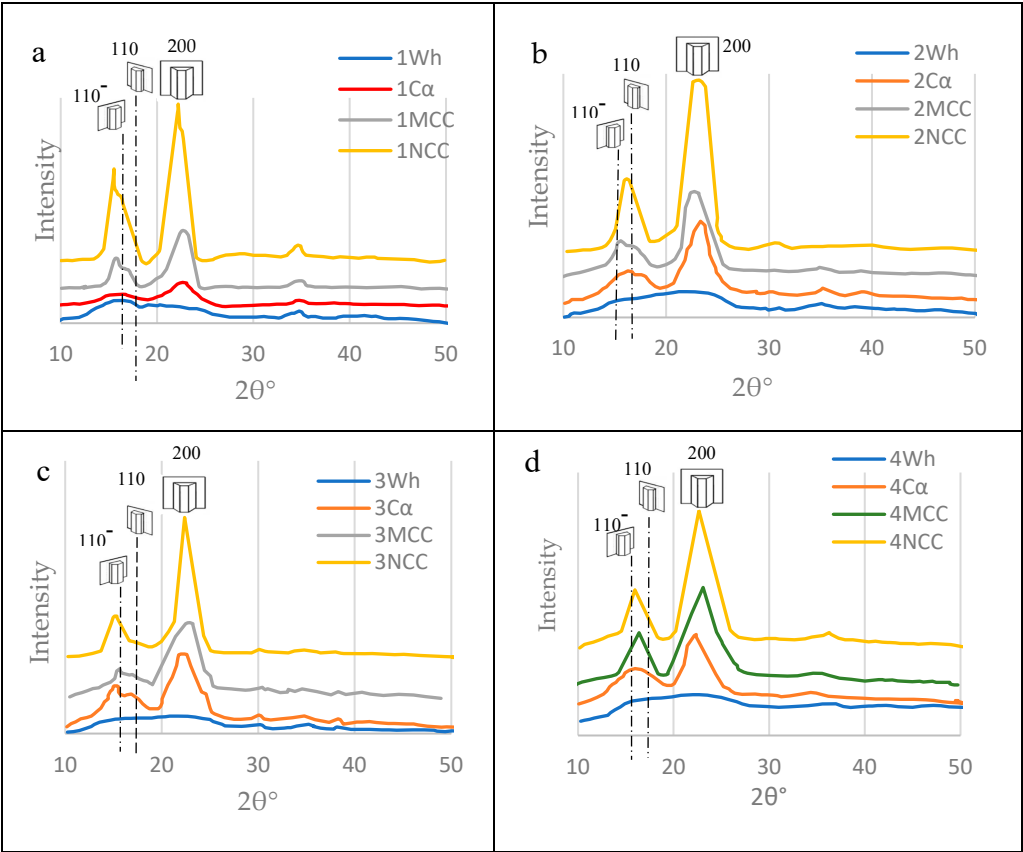 a
110
200
110⁻
1Wh
1Cα
1MCC
1NCC
Intensity
10 20 30 40 50
2θ°
b
110
200
110⁻
2Wh
2Cα
2MCC
2NCC
Intensity
10 20 30 40 50
2θ°
c
200
110
110⁻
3Wh
3Cα
3MCC
3NCC
Intensity
10 20 30 40 50
2θ°
d
200
110
110⁻
4Wh
4Cα
4MCC
4NCC
Intensity
10 20 30 40 50
2θ°